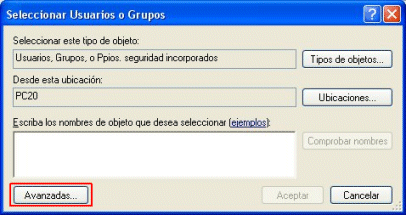 Seleccionar Usuarios o Grupos
Seleccionar este tipo de objeto:
Usuarios, Grupos, o Ppios. seguridad incorporados
Tipos de objetos...
Desde esta ubicación:
PC20
Ubicaciones...
Escriba los nombres de objeto que desea seleccionar (ejemplos):
Comprobar nombres
Avanzadas...
Aceptar
Cancelar